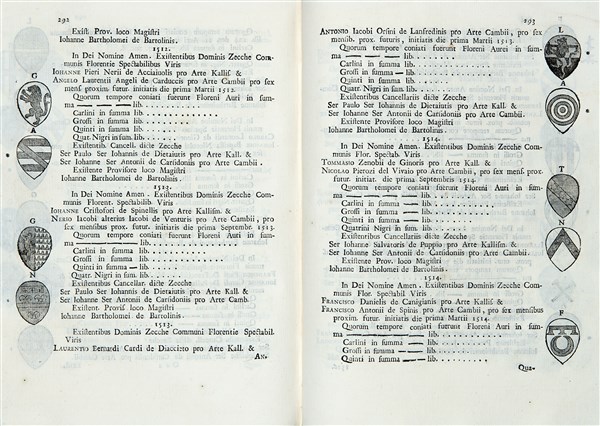 292
Exist. Prov. loco Magistri
Iohanne Bartholomei de Bartolinis.
1512.
In Dei Nomine Amen. Existentibus Dominis Zecche Com-
munis Florentie Spectabilibus Viris
IOHANNE Pieri Nerii de Acciaiolis pro Arte Kallisf. &
ANGELO Laurentii Angeli de Carduccis pro Arte Cambii pro sex
mens. proxim. futur. initiatis die prima Martii 1512.
Quorum tempore coniati fuerunt Floreni Auri in sum-
ma — — — — lib. . . . . . . . .
Carlini in summa lib. . . . . . . . .
Grossi in summa lib. . . . . . . . .
Quinti in summa — lib. . . . . . . . .
Quat. Nigri in sum. lib. . . . . . . . .
Existentib. Cancell. dicte Zecche
Ser Paulo Ser Iohannis de Dietaiutis pro Arte Kall. &
Iohanne Ser Antonii de Cartidoniis pro Arte Cambii.
Existente Provisore loco Magistri
Iohanne Bartholomei de Bartolinis.
1513.
In Dei Nomine Amen. Existentibus Dominis Zecche Com-
munis Florent. Spectabilib. Viris
IOHANNE Cristofori de Spinellis pro Arte Kallisim. &
NERIO Iacobi alterius Iacobi de Venturis pro Arte Cambii, pro
sex mensibus prox. futur. initiatis die prima Septembr. 1513.
Quorum tempore coniati fuerunt Floreni Auri in sum-
ma — — — — lib. . . . . . . . .
Carlini in summa lib. . . . . . . . .
Grossi in summa lib. . . . . . . . .
Quinti in summa — lib. . . . . . . . .
Quatr. Nigri in sum. lib. . . . . . . . .
Existentibus Cancellar. dicte Zecche
Ser Paulo Ser Iohannis de Dietaiutis pro Arte Kall. &
Ser Iohanne Ser Antonii de Cartidoniis pro Arte Camb.
Existent. Provis. loco Magistri
Iohanne Bartholomei de Bartolinis.
1513.
Existentibus Dominis Zecche Communi Florentie Spectabil.
Viris
LAURENTIO Bernardi Cardi de Diacceto pro Arte Kall. &
AN-
G
A
G
N
293
ANTONIO Iacobi Orsini de Lanfredinis pro Arte Cambii, pro sex
mensib. prox. futuris, initiatis die prima Martii 1513.
Quorum tempore coniati fuerunt Floreni Auri in sum-
ma — — — — lib. . . . . . . . .
Carlini in summa lib. . . . . . . . .
Grossi in summa lib. . . . . . . . .
Quinti in summa lib. . . . . . . . .
Quat. Nigri in sum. lib. . . . . . . . .
Existentibus Cancellariis dicte Zecche
Ser Paulo Ser Iohannis de Dietaiutis pro Arte Kall. &
Ser Iohanne Ser Antonii de Cartidoniis pro Arte Cambii.
Existente Provisore loco Magistri
Iohanne Bartholomei de Bartolinis.
1514.
In Dei Nomine Amen. Existentibus Dominis Zecche Com-
munis Flor. Spectab. Viris
TOMMASIO Zenobii de Ginoris pro Arte Kall. &
NICOLAO Pierozi del Vivaio pro Arte Cambii, pro sex mens. prox.
futur. initiat. die prima Septembris 1514.
Quorum tempore coniati fuerunt Floreni Auri in sum-
ma — — — — lib. . . . . . . . .
Carlini in summa lib. . . . . . . . .
Grossi in summa lib. . . . . . . . .
Quinti in summa lib. . . . . . . . .
Quatrini Nigri in sum. lib. . . . . . . . .
Existentibus Cancellariis dicte Zecche
Ser Iohanne Salvatoris de Puppio pro Arte Kallisim. &
Ser Iohanne Ser Antonii de Cartidoniis pro Arte Cambii.
Existente Prov. loco Magistri
Iohanne Bartholomei de Bartolinis.
1514.
In Dei Nomine Amen. Existentibus Dominis Zecche Com-
munis Flor. Spectabil Viris
FRANCISCO Danielis de Canigianis pro Arte Kallis. &
FRANCISCO Antonii de Spinis pro Arte Cambii, pro sex mensibus
proxim. futur. initiatis die prima Martii 1514.
Quorum tempore coniati fuerunt Floreni Auri in sum-
ma — — — — lib. . . . . . . . .
Carlini in summa — — lib. . . . . . . . .
Grossi in summa — — lib. . . . . . . . .
Quinti in summa — — lib. . . . . . . . .
Qua-
L
A
T
N
F